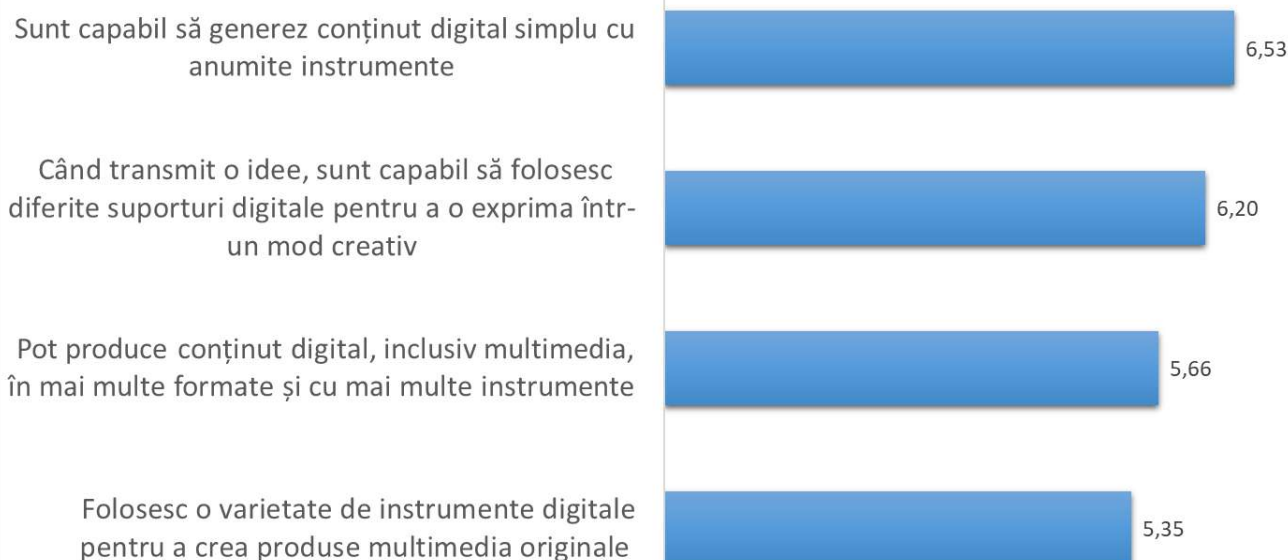 Sunt capabil să generez conținut digital simplu cu
anumite instrumente
6,53
Când transmit o idee, sunt capabil să folosesc
diferite suporturi digitale pentru a o exprima într-
un mod creativ
6,20
Pot produce conținut digital, inclusiv multimedia,
în mai multe formate și cu mai multe instrumente
5,66
Folosesc o varietate de instrumente digitale
pentru a crea produse multimedia originale
5,35